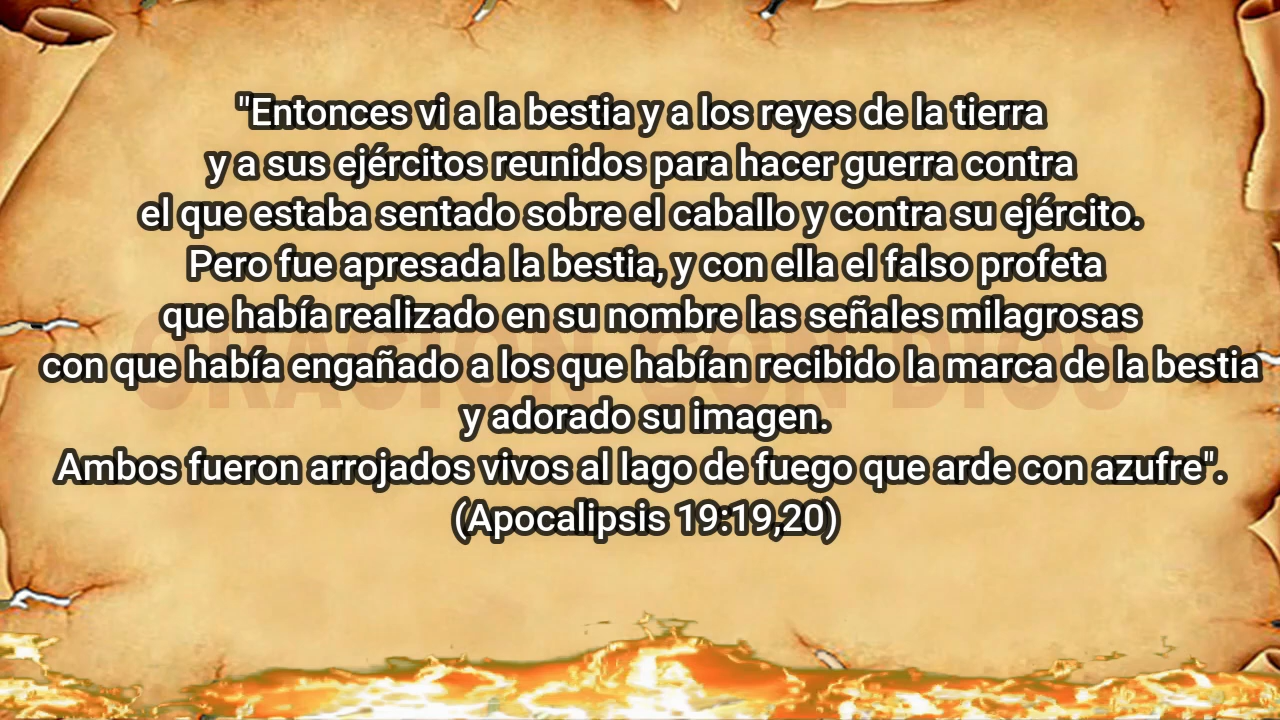 "Entonces vi a la bestia y a los reyes de la tierra
y a sus ejércitos reunidos para hacer guerra contra
el que estaba sentado sobre el caballo y contra su ejército.
Pero fue apresada la bestia, y con ella el falso profeta
que había realizado en su nombre las señales milagrosas
con que había engañado a los que habían recibido la marca de la bestia
y adorado su imagen.
Ambos fueron arrojados vivos al lago de fuego que arde con azufre".
(Apocalipsis 19:19,20)
ORACION CON DIOS